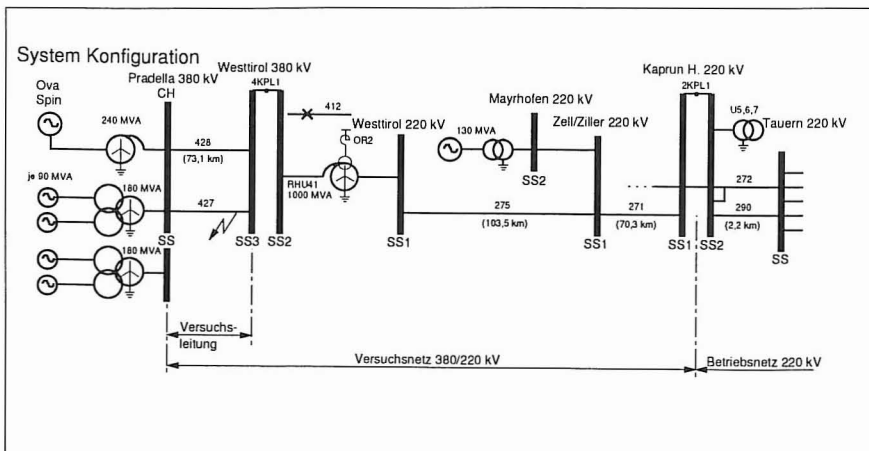 System Konfiguration
Ova
Spin
Pradella 380 kV
CH
Westtirol 380 kV
4KPL1
240 MVA
428
(73,1 km)
412
OR2
Westtirol 220 kV
Mayrhofen 220 kV
130 MVA
Zell/Ziller 220 kV
Kaprun H. 220 kV
2KPL1
U5,6,7
Tauern 220 kV
je 90 MVA
180 MVA
427
RHU41
1000 MVA
SS2
272
275
(103,5 km)
271
(70,3 km)
290
(2,2 km)
SS
SS3
SS2
SS1
SS1
SS1
SS2
SS
180 MVA
Versuchs-
leitung
Versuchsnetz 380/220 kV
Betriebsnetz 220 kV